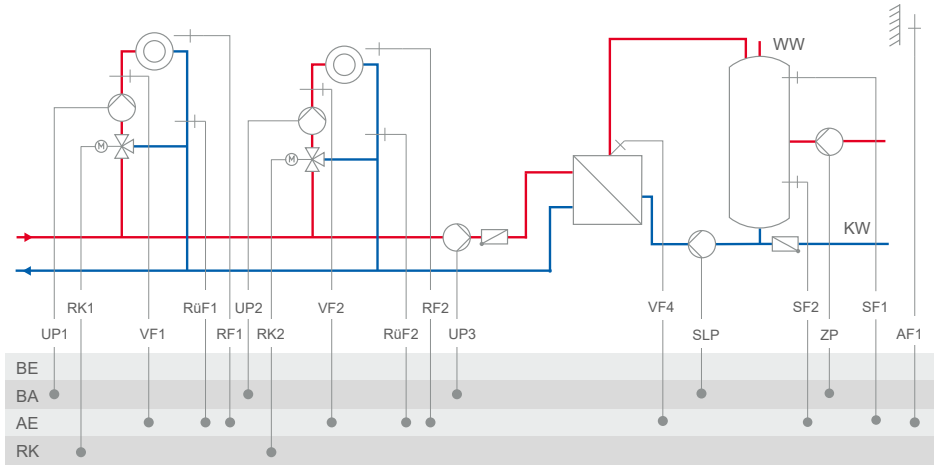 WW
M
M
KW
RK1
RüF1
UP2
VF2
RF2
VF4
SF2
SF1
UP1
VF1
RF1
RK2
RüF2
UP3
SLP
ZP
AF1
BE
BA
AE
RK